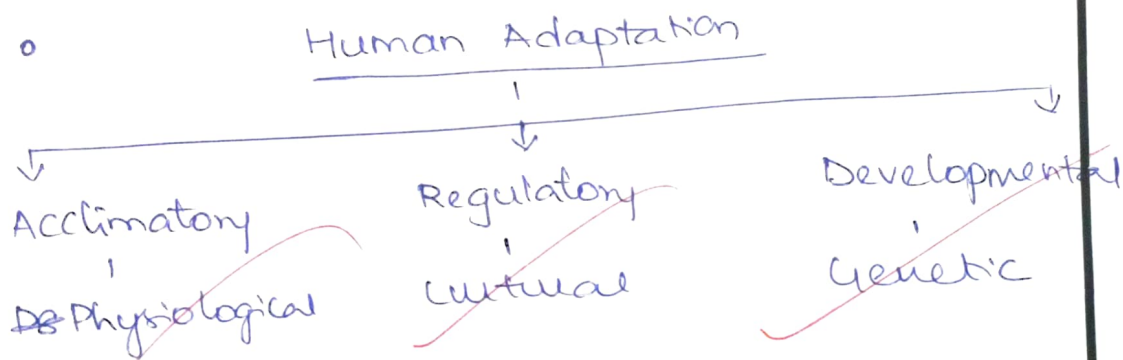 Human Adaptation
Acclimatory Regulatory Developmental
Physiological Cultural Genetic